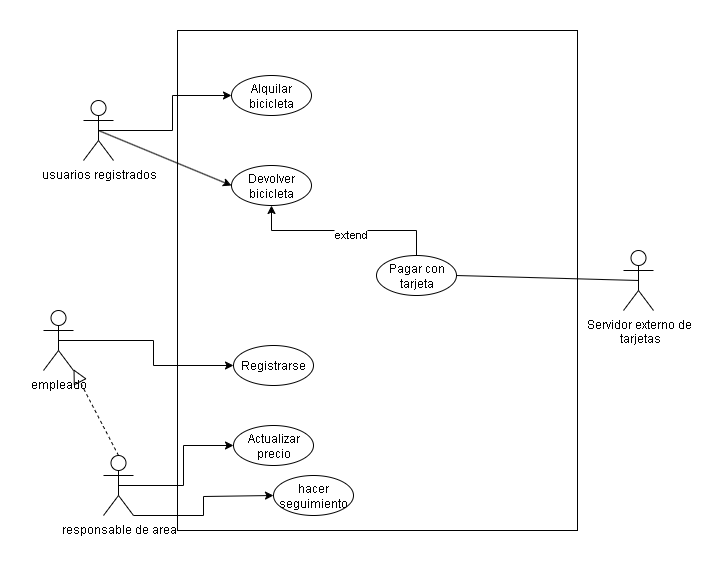 Alquilar
bicicleta
usuarios registrados
Devolver
bicicleta
extend
Pagar con
tarjeta
Servidor externo de
tarjetas
empleado
Registrarse
Actualizar
precio
hacer
seguimiento
responsable de area